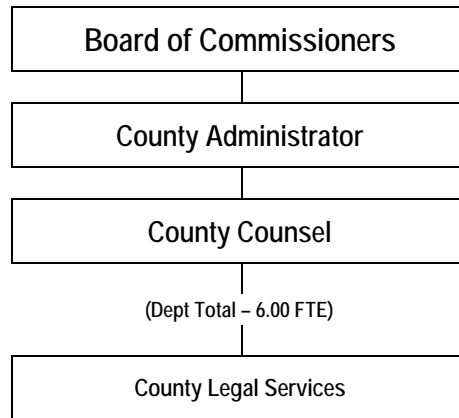 Board of Commissioners
County Administrator
County Counsel
(Dept Total – 6.00 FTE)
County Legal Services